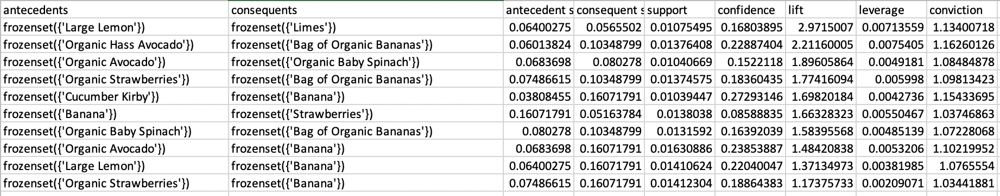 antecedents consequents antecedent s consequent s support confidence lift leverage conviction
frozenset({'Large Lemon'}) frozenset({'Limes'}) 0.06400275 0.0565502 0.01075495 0.16803895 2.9715007 0.00713559 1.13400718
frozenset({'Organic Hass Avocado'}) frozenset({'Bag of Organic Bananas'}) 0.06013824 0.10348799 0.01376408 0.22887404 2.21160005 0.0075405 1.16260126
frozenset({'Organic Avocado'}) frozenset({'Organic Baby Spinach'}) 0.0683698 0.080278 0.01040669 0.1522118 1.89605864 0.0049181 1.08484878
frozenset({'Organic Strawberries'}) frozenset({'Bag of Organic Bananas'}) 0.07486615 0.10348799 0.01374575 0.18360435 1.77416094 0.005998 1.09813423
frozenset({'Cucumber Kirby'}) frozenset({'Banana'}) 0.03808455 0.16071791 0.01039447 0.27293146 1.69820184 0.0042736 1.15433695
frozenset({'Banana'}) frozenset({'Strawberries'}) 0.16071791 0.05163784 0.0138038 0.08588835 1.66328323 0.00550467 1.03746863
frozenset({'Organic Baby Spinach'}) frozenset({'Bag of Organic Bananas'}) 0.080278 0.10348799 0.0131592 0.16392039 1.58395568 0.00485139 1.07228068
frozenset({'Organic Avocado'}) frozenset({'Banana'}) 0.0683698 0.16071791 0.01630886 0.23853887 1.48420838 0.0053206 1.10219952
frozenset({'Large Lemon'}) frozenset({'Banana'}) 0.06400275 0.16071791 0.01410624 0.22040047 1.37134973 0.00381985 1.0765554
frozenset({'Organic Strawberries'}) frozenset({'Banana'}) 0.07486615 0.16071791 0.01412304 0.18864383 1.17375733 0.00209071 1.03441881